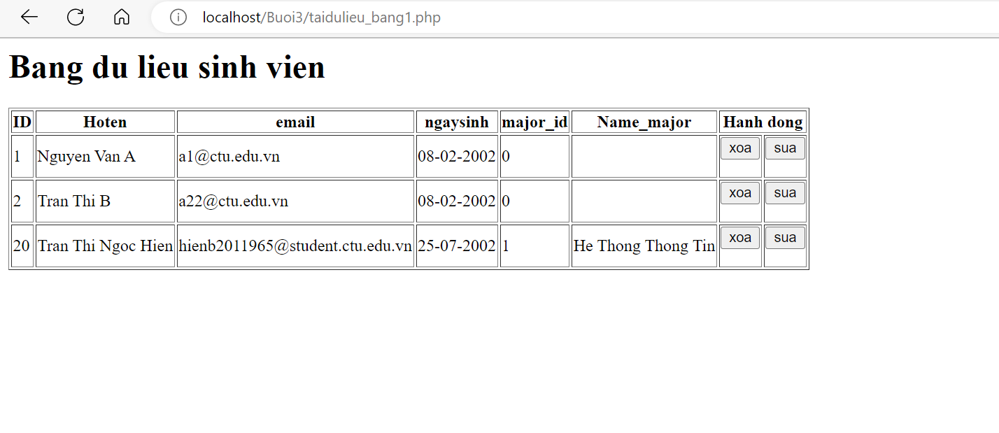 localhost/Buoi3/taidulieu_bang1.php
Bang du lieu sinh vien
ID Hoten email ngaysinh major_id Name_major Hanh dong
1 Nguyen Van A a1@ctu.edu.vn 08-02-2002 0 xoa sua
2 Tran Thi B a22@ctu.edu.vn 08-02-2002 0 xoa sua
20 Tran Thi Ngoc Hien hienb2011965@student.ctu.edu.vn 25-07-2002 1 He Thong Thong Tin xoa sua